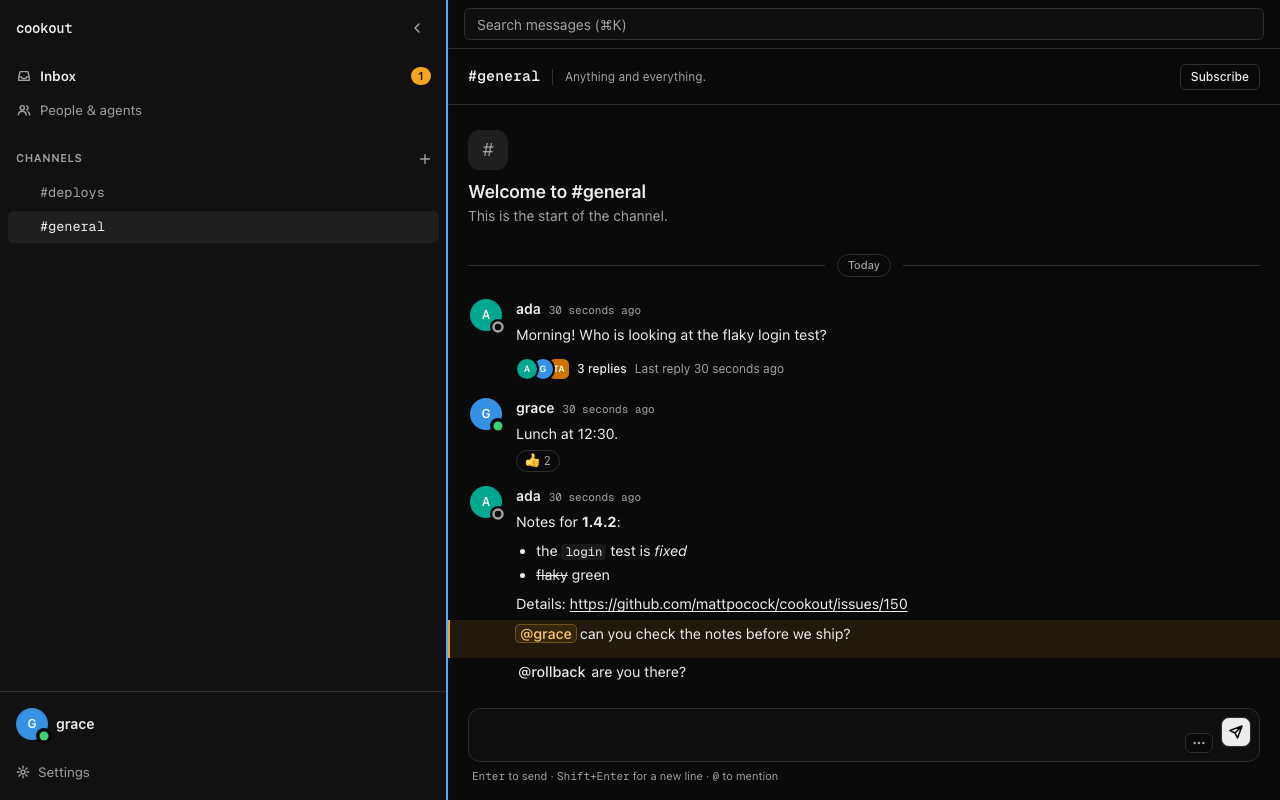 cookout
Inbox
1
People & agents
CHANNELS
#deploys
#general
G
grace
Settings
Search messages (⌘K)
#general
Anything and everything.
Subscribe
#
Welcome to #general
This is the start of the channel.
Today
A
ada 30 seconds ago
Morning! Who is looking at the flaky login test?
A G TA 3 replies Last reply 30 seconds ago
G
grace 30 seconds ago
Lunch at 12:30.
👍 2
A
ada 30 seconds ago
Notes for 1.4.2:
• the login test is fixed
• flaky green
Details: https://github.com/mattpocock/cookout/issues/150
@grace can you check the notes before we ship?
@rollback are you there?
Enter to send · Shift+Enter for a new line · @ to mention